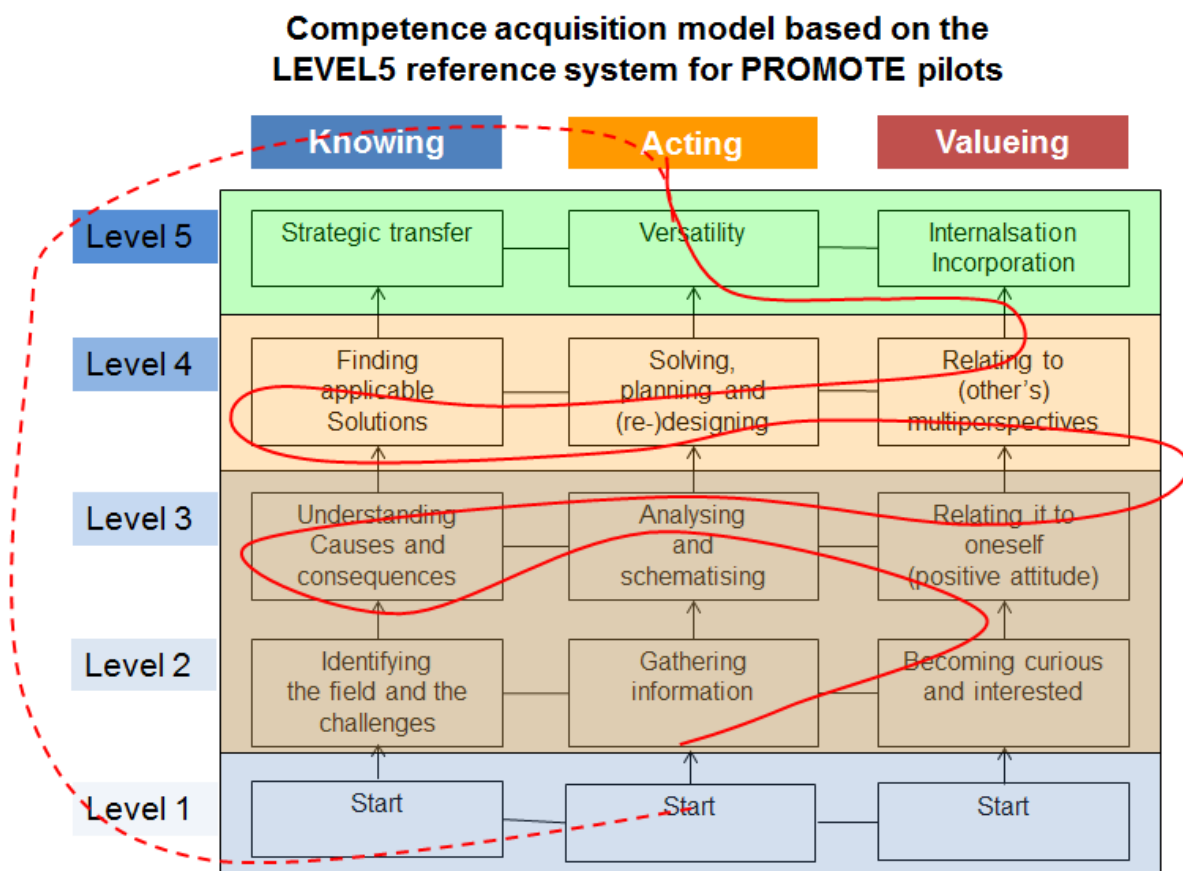 Competence acquisition model based on the
LEVEL5 reference system for PROMOTE pilots
Knowing
Acting
Valueing
Level 5
Strategic transfer
Versatility
Internalsation
Incorporation
Level 4
Finding
applicable
Solutions
Solving,
planning and
(re-)designing
Relating to
(other's)
multiperspectives
Level 3
Understanding
Causes and
consequences
Analysing
and
schematising
Relating it to
oneself
(positive attitude)
Level 2
Identifying
the field and the
challenges
Gathering
information
Becoming curious
and interested
Level 1
Start
Start
Start